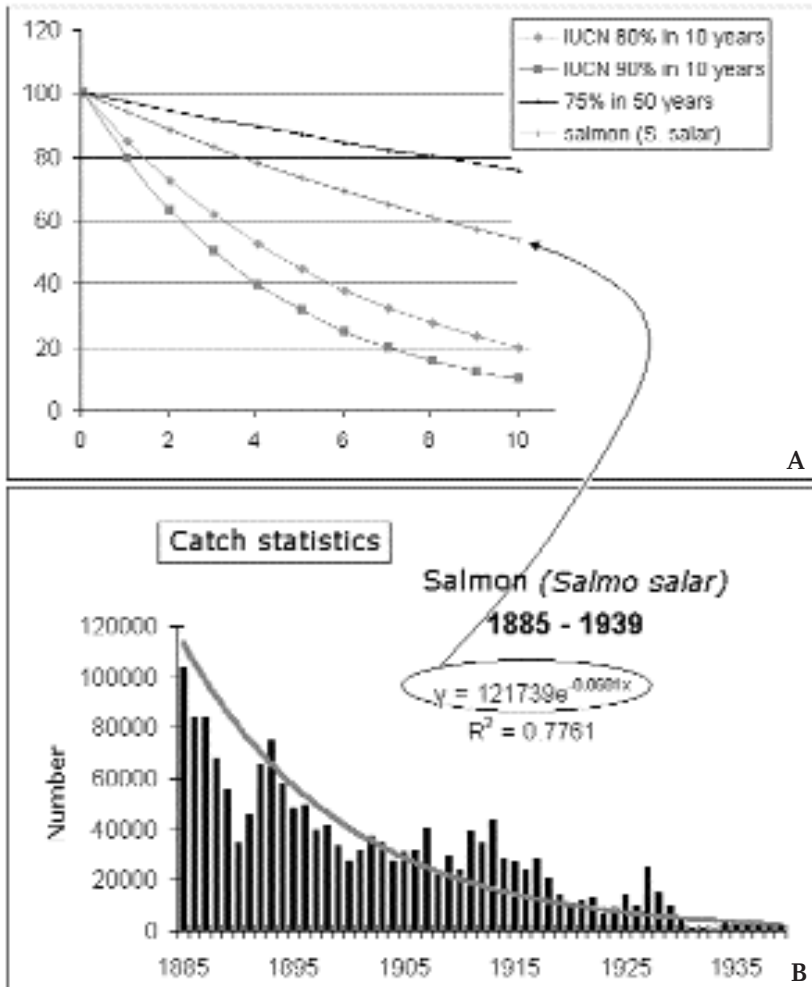 120
100
80
60
40
20
0
0 2 4 6 8 10
IUCN 80% in 10 years
IUCN 90% in 10 years
75% in 50 years
salmon (S. salar)
A
Catch statistics
Salmon (Salmo salar)
1885 - 1939
y = 121739e
R² = 0.7761
Number
120000
100000
80000
60000
40000
20000
0
1885 1895 1905 1915 1925 1935
B